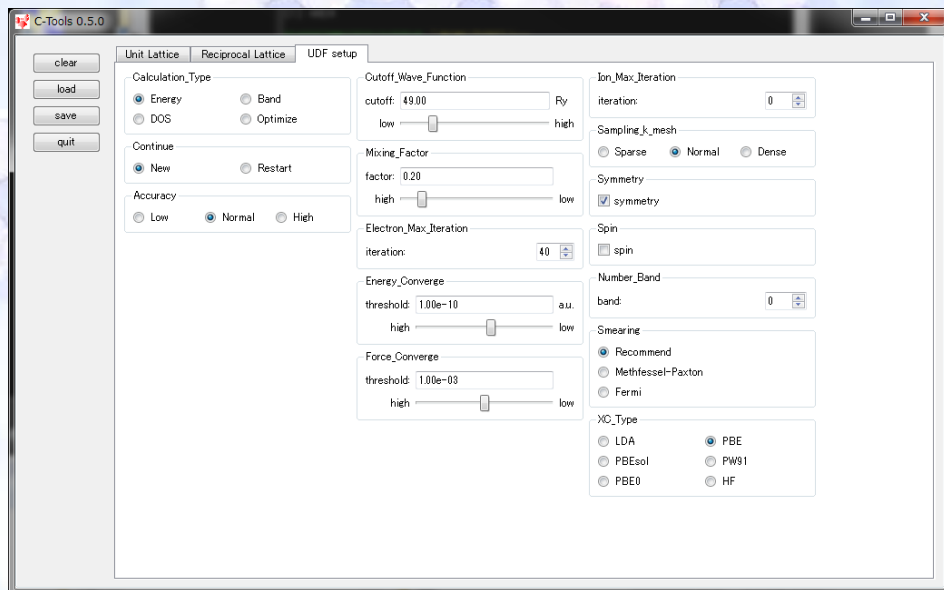 C-Tools 0.5.0
clear
load
save
quit
Unit Lattice Reciprocal Lattice UDF setup
Calculation_Type
Energy Band
DOS Optimize
Continue
New Restart
Accuracy
Low Normal High
Cutoff_Wave_Function
cutoff: 49.00 Ry
low high
Mixing_Factor
factor: 0.20
high low
Electron_Max_Iteration
iteration: 40
Energy_Converge
threshold: 1.00e-10 a.u.
high low
Force_Converge
threshold: 1.00e-03
high low
Ion_Max_Iteration
iteration: 0
Sampling_k_mesh
Sparse Normal Dense
Symmetry
symmetry
Spin
spin
Number_Band
band: 0
Smearing
Recommend
Methfessel-Paxton
Fermi
XC_Type
LDA PBE
PBEsol PW91
PBE0 HF